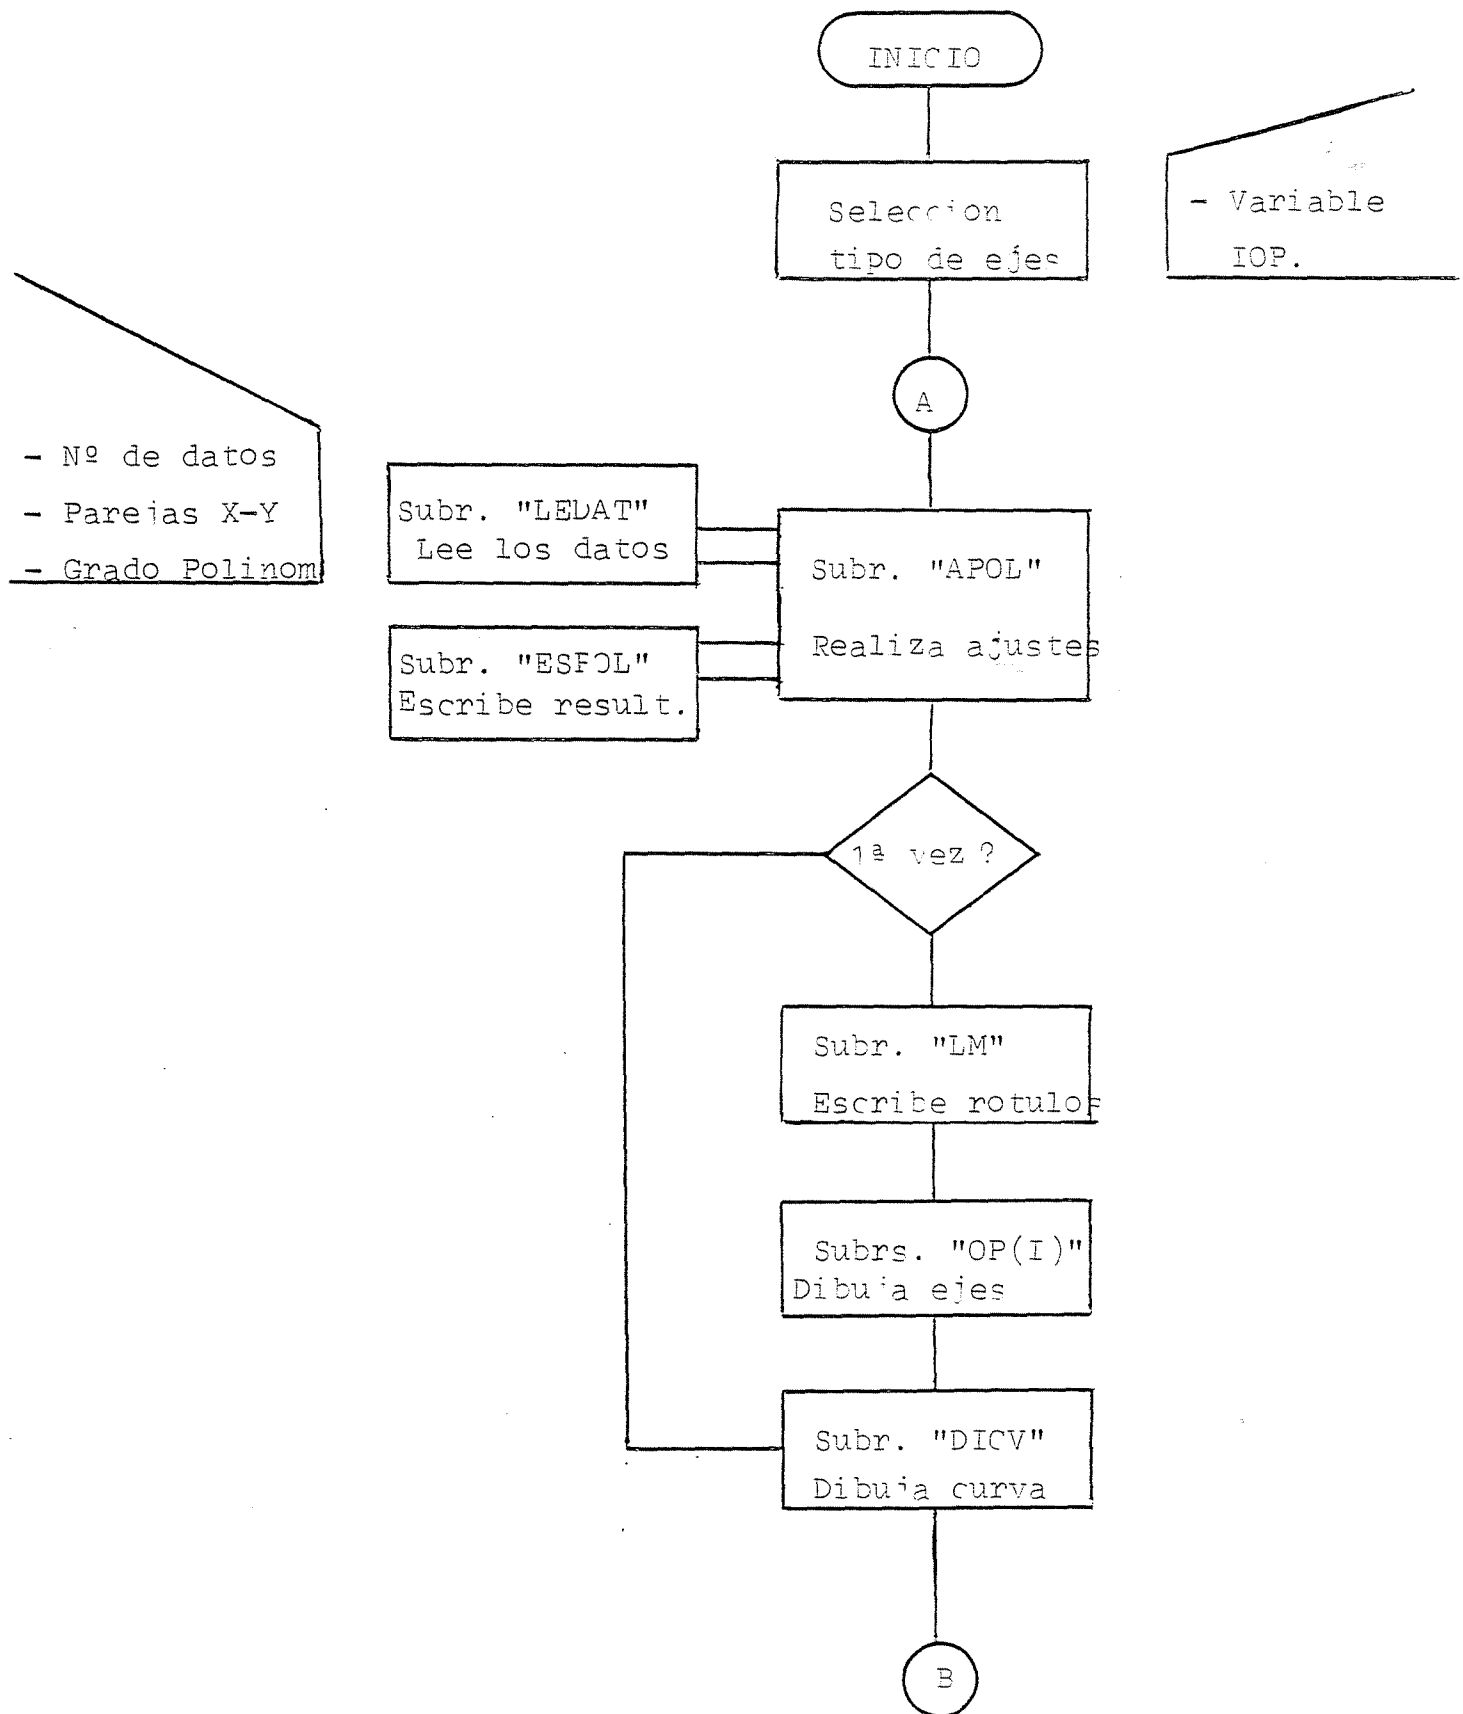 INICIO
Seleccion
tipo de ejes
- Variable
IOP.
A
- Nº de datos
- Parejas X-Y
- Grado Polinom
Subr. "LEDAT"
Lee los datos
Subr. "APOL"
Realiza ajustes
Subr. "ESPOL"
Escribe result.
1ª vez ?
Subr. "LM"
Escribe rotulos
Subrs. "OP(I)"
Dibuja ejes
Subr. "DICV"
Dibuja curva
B